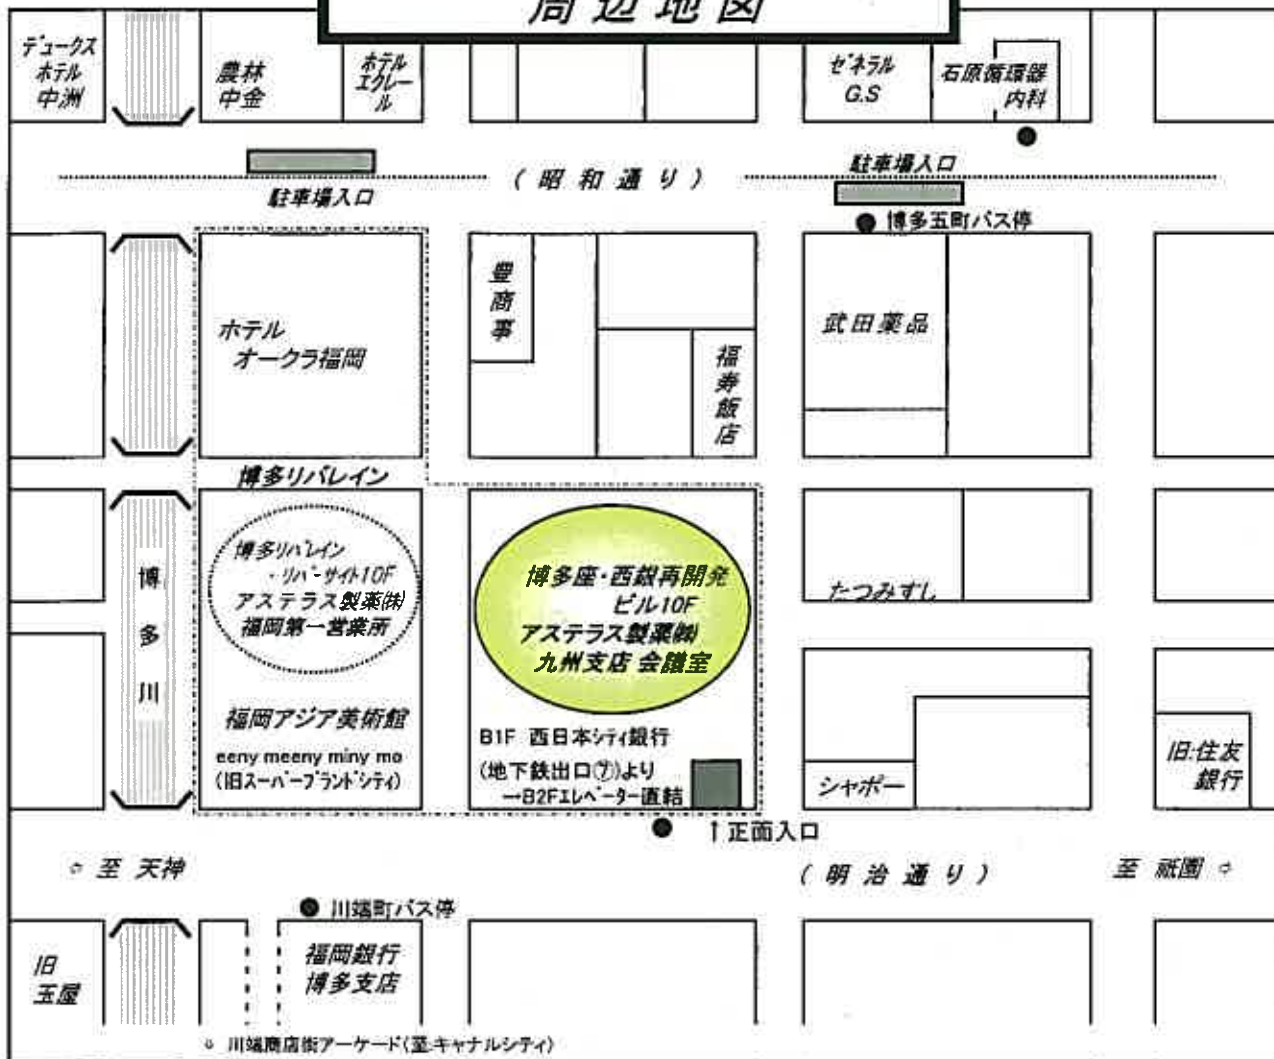 周辺地図
デュークス
ホテル
中洲
農林
中金
ホテル
エクレー
ル
ゼネラル
G.S
石原循環器
内科
駐車場入口
(昭和通り)
駐車場入口
博多五町バス停
ホテル
オークラ福岡
豊商事
福寿飯店
武田薬品
博多リバレイン
博多川
博多リバレイン
・リバーサイト10F
アステラス製薬㈱
福岡第一営業所
博多座・西銀再開発
ビル10F
アステラス製薬㈱
九州支店 会議室
たつみすし
福岡アジア美術館
eeny meeny miny mo
(旧スーパーブランドシティ)
B1F 西日本シティ銀行
(地下鉄出口⑦)より
→B2Fエレベーター直結
シャポー
旧:住友
銀行
↑正面入口
⇦ 至 天神
(明治通り)
至 祇園 ⇨
川端町バス停
旧
玉屋
福岡銀行
博多支店
川端商店街アーケード(至:キャナルシティ)